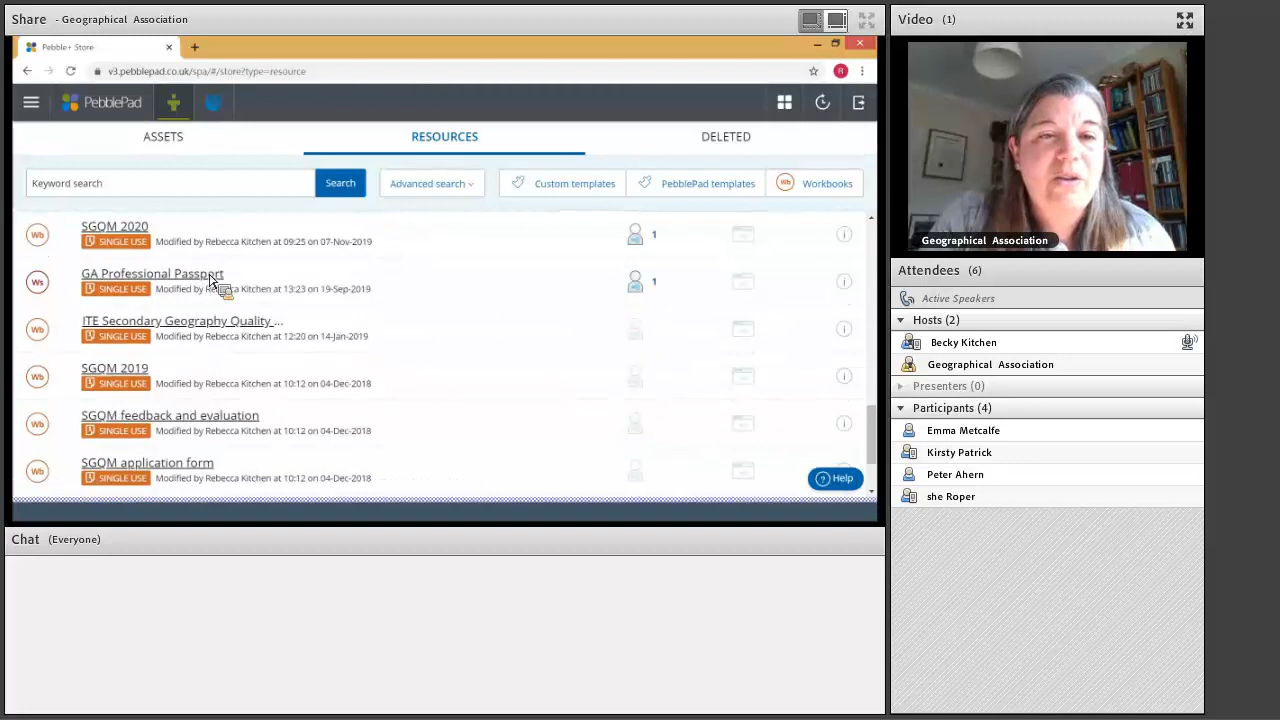 Share - Geographical Association
Pebble+ Store
v3.pebblepad.co.uk/spa/#/store?type=resource
R
PebblePad
ASSETS RESOURCES DELETED
Keyword search Search Advanced search Custom templates PebblePad templates Wb Workbooks
Wb SGQM 2020
SINGLE USE Modified by Rebecca Kitchen at 09:25 on 07-Nov-2019 1
Ws GA Professional Passport
SINGLE USE Modified by Rebecca Kitchen at 13:23 on 19-Sep-2019 1
Wb ITE Secondary Geography Quality ...
SINGLE USE Modified by Rebecca Kitchen at 12:20 on 14-Jan-2019
Wb SGQM 2019
SINGLE USE Modified by Rebecca Kitchen at 10:12 on 04-Dec-2018
Wb SGQM feedback and evaluation
SINGLE USE Modified by Rebecca Kitchen at 10:12 on 04-Dec-2018
Wb SGQM application form
SINGLE USE Modified by Rebecca Kitchen at 10:12 on 04-Dec-2018
? Help
Chat (Everyone)
Video (1)
Geographical Association
Attendees (6)
Active Speakers
Hosts (2)
Becky Kitchen
Geographical Association
Presenters (0)
Participants (4)
Emma Metcalfe
Kirsty Patrick
Peter Ahern
she Roper